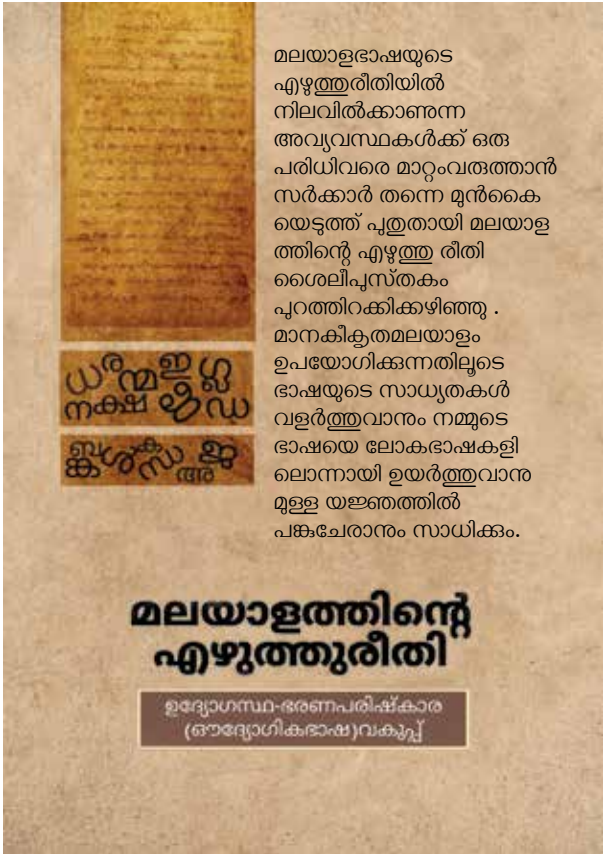 മലയാളഭാഷയുടെ
എഴുത്തുരീതിയിൽ
നിലവിൽക്കാണുന്ന
അവ്യവസ്ഥകൾക്ക് ഒരു
പരിധിവരെ മാറ്റംവരുത്താൻ
സർക്കാർ തന്നെ മുൻകൈ
യെടുത്ത് പുതുതായി മലയാള
ത്തിന്റെ എഴുത്തു രീതി
ശൈലീപുസ്തകം
പുറത്തിറക്കിക്കഴിഞ്ഞു .
മാനകീകൃതമലയാളം
ഉപയോഗിക്കുന്നതിലൂടെ
ഭാഷയുടെ സാധ്യതകൾ
വളർത്തുവാനും നമ്മുടെ
ഭാഷയെ ലോകഭാഷകളി
ലൊന്നായി ഉയർത്തുവാനു
മുള്ള യജ്ഞത്തിൽ
പങ്കുചേരാനും സാധിക്കും.
മലയാളത്തിന്റെ
എഴുത്തുരീതി
ഉദ്യോഗസ്ഥ-ഭരണപരിഷ്കാര
(ഔദ്യോഗികഭാഷ)വകുപ്പ്